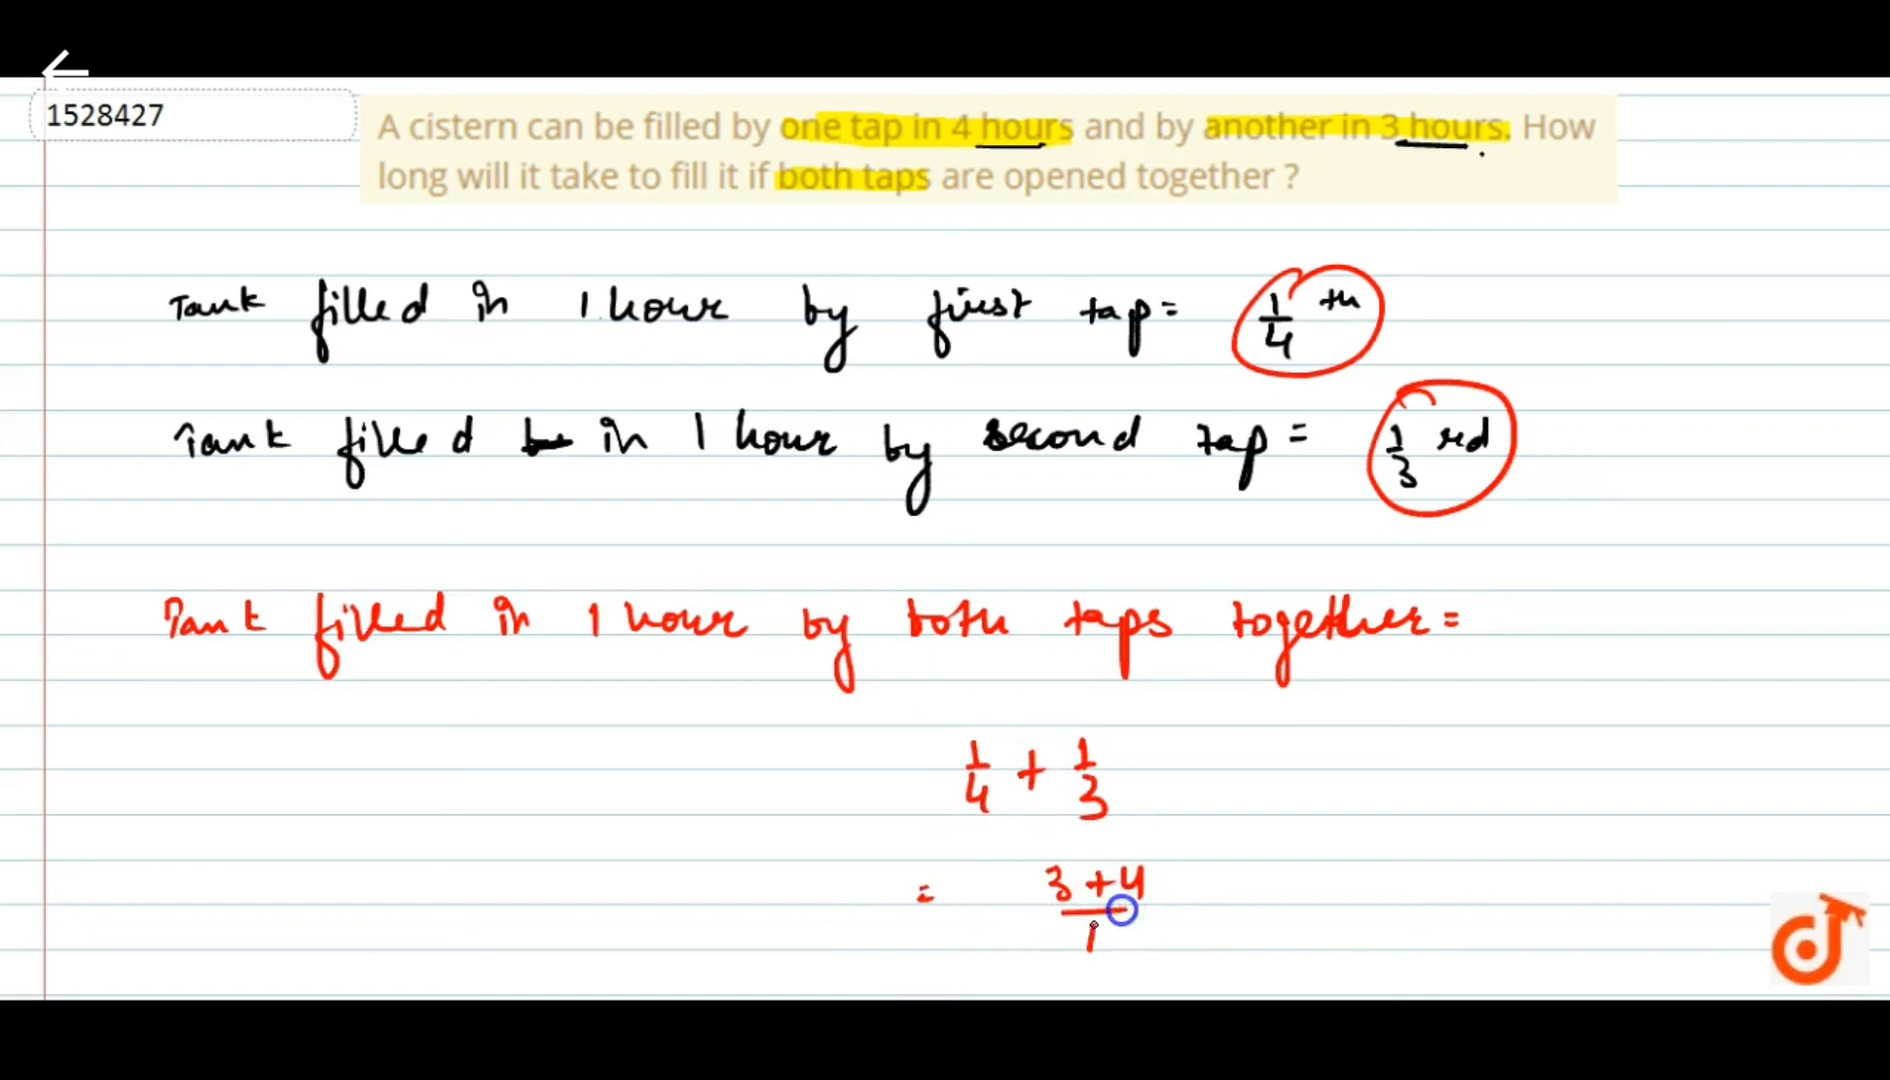 1528427
A cistern can be filled by one tap in 4 hours and by another in 3 hours. How
long will it take to fill it if both taps are opened together ?
Tank filled in 1 hour by first tap = 1/4 th
Tank filled in 1 hour by second tap = 1/3 rd
Tank filled in 1 hour by both taps together =
1/4 + 1/3
= 3+4/1